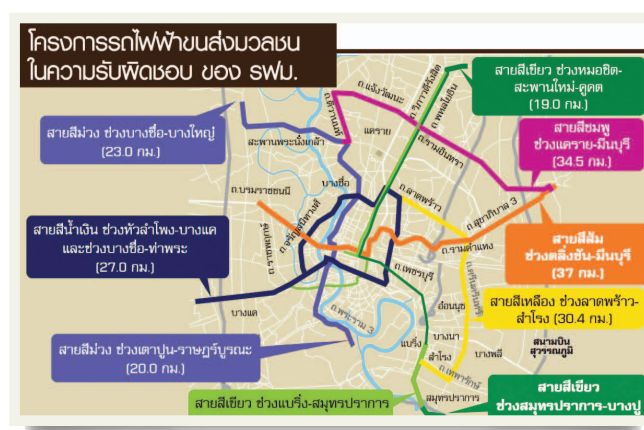 โครงการรถไฟฟ้าขนส่งมวลชน
ในความรับผิดชอบ ของ รฟม.
สายสีเขียว ช่วงหมอชิต-
สะพานใหม่-คูคต
(19.0 กม.)
สายสีม่วง ช่วงบางซื่อ-บางใหญ่
(23.0 กม.)
สายสีชมพู
ช่วงแคราย-มีนบุรี
(34.5 กม.)
ถ.แจ้งวัฒนะ
ถ.วิภาวดีรังสิต
ถ.พหลโยธิน
ถ.ติวานนท์
แคราย
ถ.รามอินทรา
สะพานพระนั่งเกล้า
บางซื่อ
ถ.บรมราชชนนี
ถ.ลาดพร้าว
ถ.สุขาภิบาล 3
ถ.จรัญสนิทวงศ์
สายสีน้ำเงิน ช่วงหัวลำโพง-บางแค
และช่วงบางซื่อ-ท่าพระ
(27.0 กม.)
สายสีส้ม
ช่วงตลิ่งชัน-มีนบุรี
(37 กม.)
ถ.รามคำแหง
ถ.เพชรบุรี
ถ.ศรีนครินทร์
บางแค
อ่อนนุช
สายสีเหลือง ช่วงลาดพร้าว-
สำโรง (30.4 กม.)
ถ.พระราม 3
แบริ่ง
บางนา
สำโรง
บางพลี
สนามบิน
สุวรรณภูมิ
สายสีม่วง ช่วงเตาปูน-ราษฎร์บูรณะ
(20.0 กม.)
ถ.เทพารักษ์
สมุทรปราการ
สายสีเขียว ช่วงแบริ่ง-สมุทรปราการ
สายสีเขียว
ช่วงสมุทรปราการ-บางปู